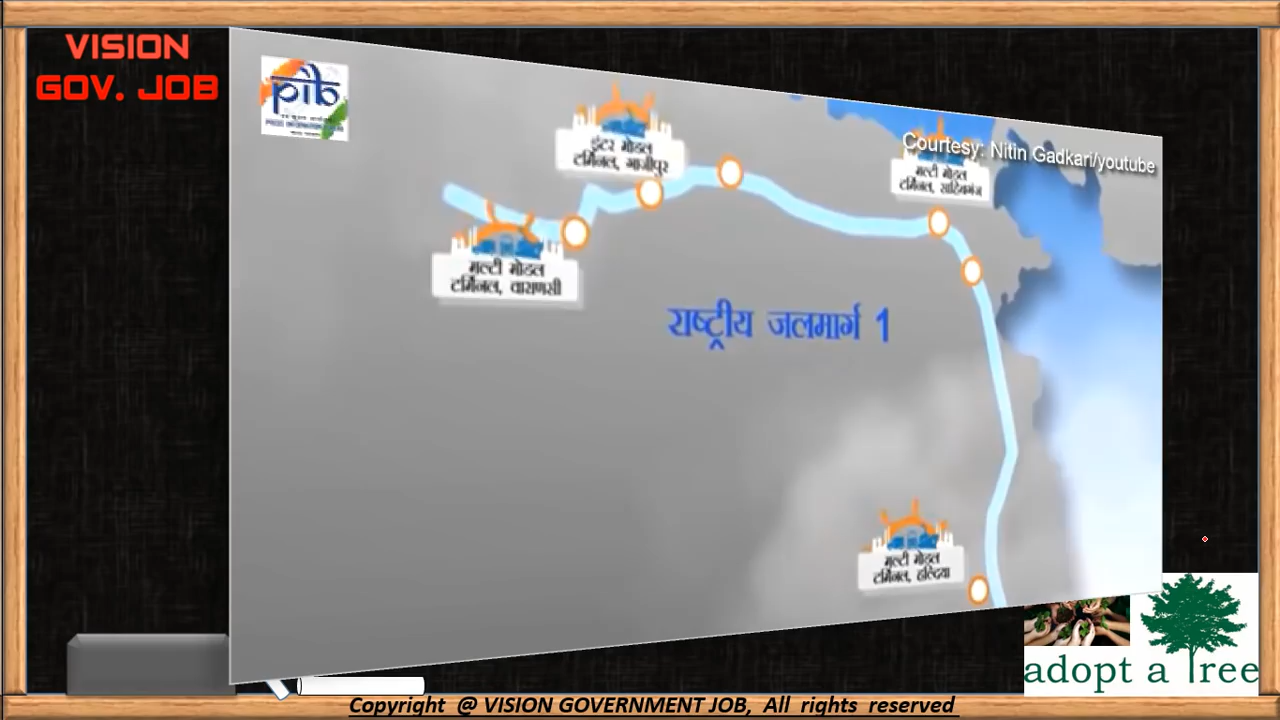 VISION
GOV. JOB
pib
Courtesy: Nitin Gadkari/youtube
इंटर मोडल
टर्मिनल, गाजीपुर
मल्टी मोडल
टर्मिनल, साहिबगंज
मल्टी मोडल
टर्मिनल, वाराणसी
राष्ट्रीय जलमार्ग 1
मल्टी मोडल
टर्मिनल, हल्दिया
adopt a Tree
Copyright @ VISION GOVERNMENT JOB, All rights reserved